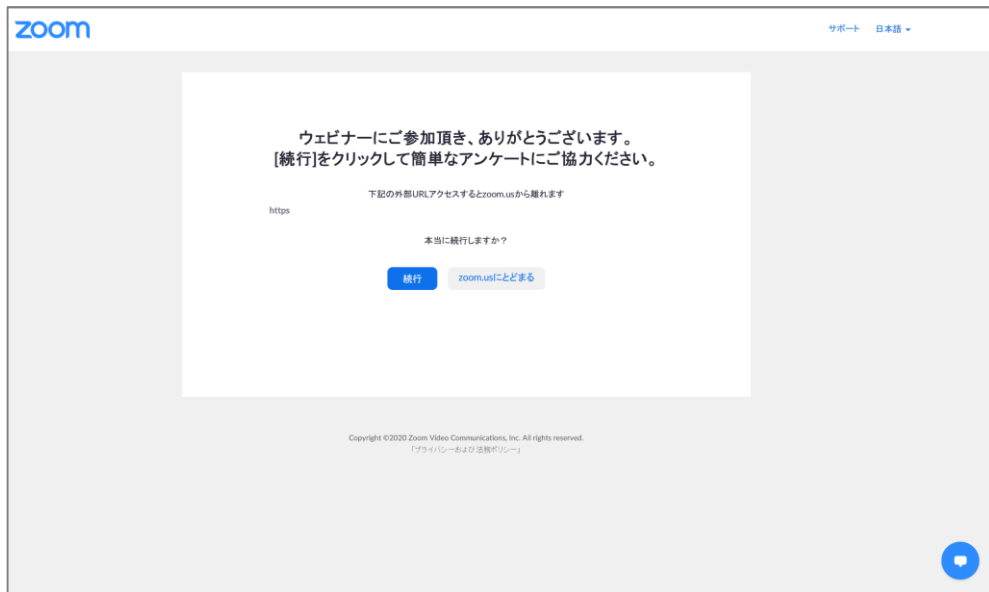 zoom
サポート 日本語
ウェビナーにご参加頂き、ありがとうございます。
[続行]をクリックして簡単なアンケートにご協力ください。
下記の外部URLアクセスするとzoom.usから離れます
https
本当に続行しますか？
続行 zoom.usにとどまる
Copyright ©2020 Zoom Video Communications, Inc. All rights reserved.
「プライバシーおよび法務ポリシー」